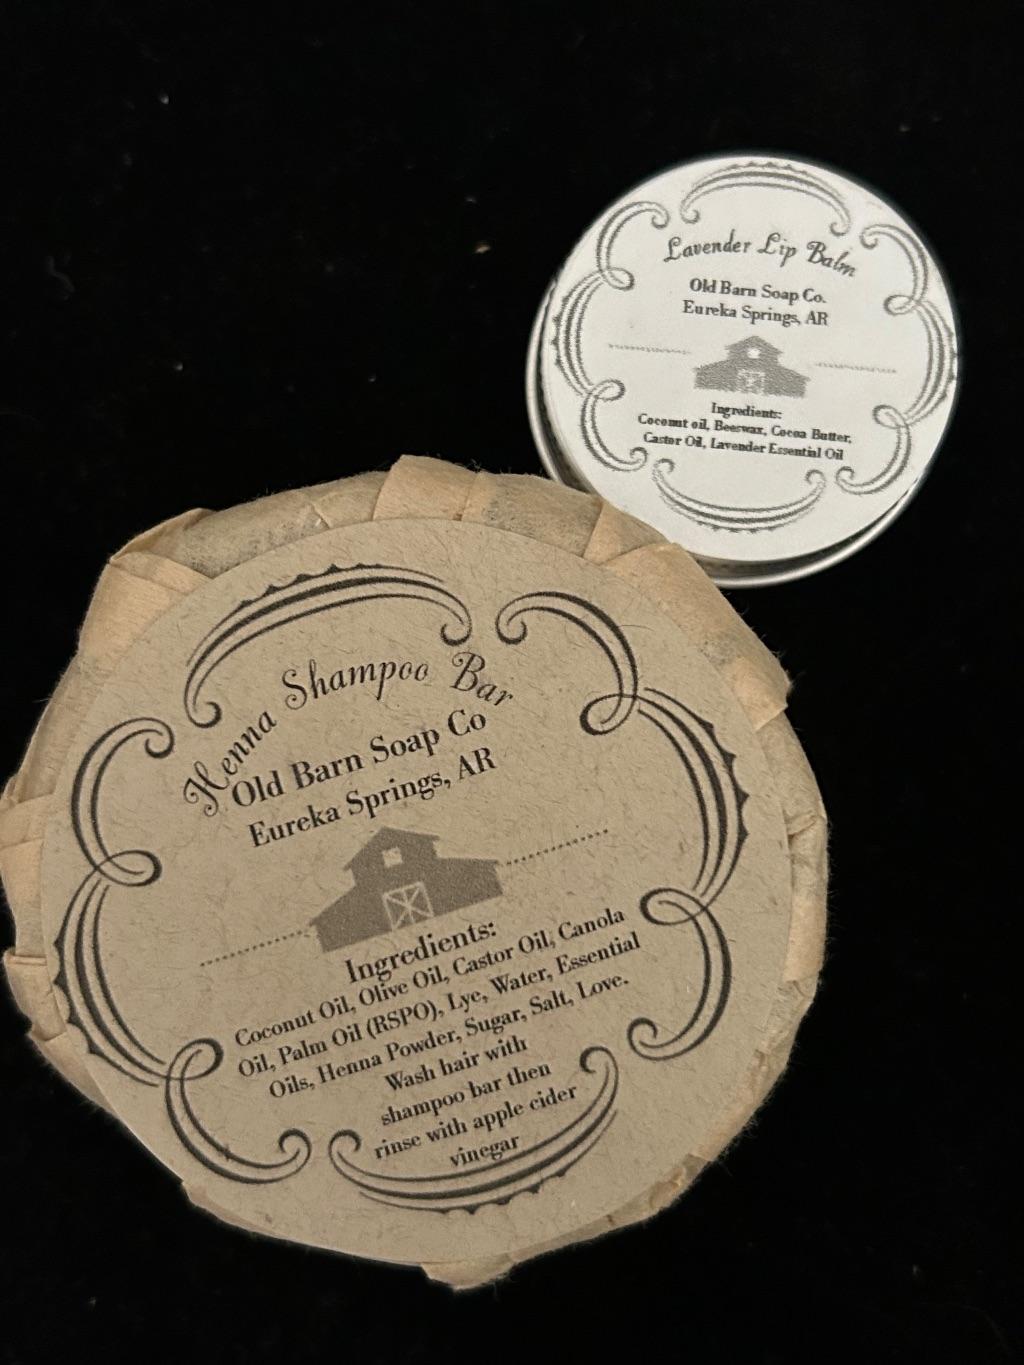 Lavender Lip Balm
Old Barn Soap Co.
Eureka Springs, AR
Ingredients:
Coconut oil, Beeswax, Cocoa Butter,
Castor Oil, Lavender Essential Oil
Henna Shampoo Bar
Old Barn Soap Co
Eureka Springs, AR
Ingredients:
Coconut Oil, Olive Oil, Castor Oil, Canola
Oil, Palm Oil (RSPO), Lye, Water, Essential
Oils, Henna Powder, Sugar, Salt, Love.
Wash hair with
shampoo bar then
rinse with apple cider
vinegar